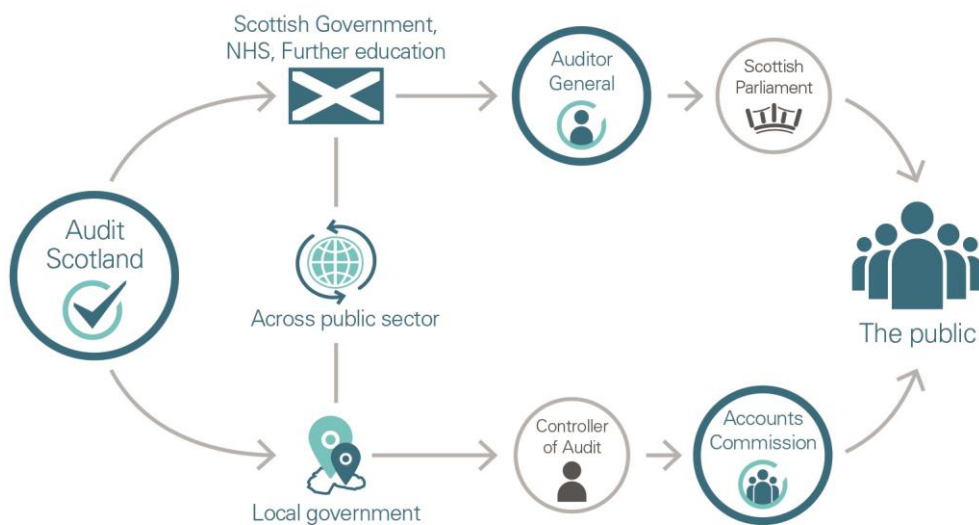 Scottish Government,
NHS, Further education
Auditor
General
Scottish
Parliament
Audit
Scotland
Across public sector
The public
Local government
Controller
of Audit
Accounts
Commission